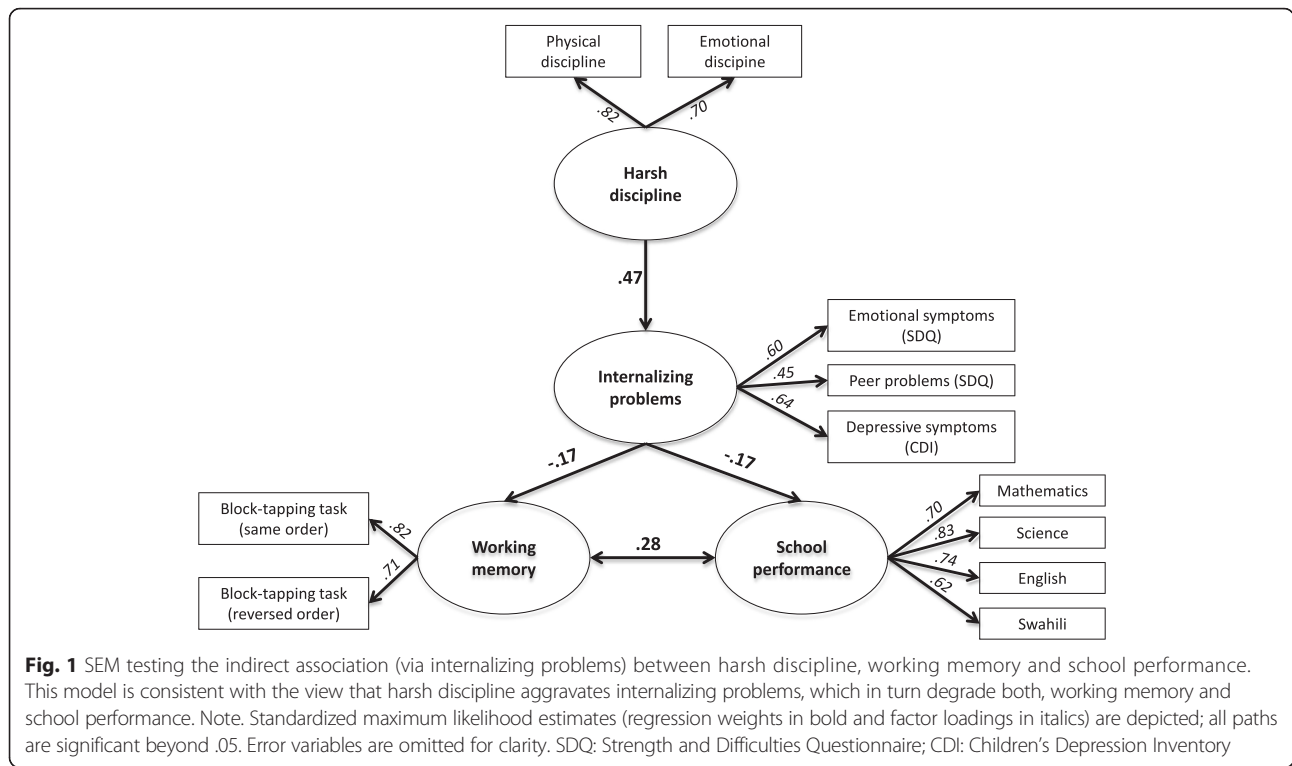 Physical
discipline
Emotional
discipine
.82
.70
Harsh
discipline
.47
Internalizing
problems
.60
.45
.64
Emotional symptoms
(SDQ)
Peer problems (SDQ)
Depressive symptoms
(CDI)
-.17
-.17
Block-tapping task
(same order)
Block-tapping task
(reversed order)
.82
.71
Working
memory
.28
School
performance
.70
.83
.74
.62
Mathematics
Science
English
Swahili
Fig. 1 SEM testing the indirect association (via internalizing problems) between harsh discipline, working memory and school performance.
This model is consistent with the view that harsh discipline aggravates internalizing problems, which in turn degrade both, working memory and
school performance. Note. Standardized maximum likelihood estimates (regression weights in bold and factor loadings in italics) are depicted; all paths
are significant beyond .05. Error variables are omitted for clarity. SDQ: Strength and Difficulties Questionnaire; CDI: Children's Depression Inventory